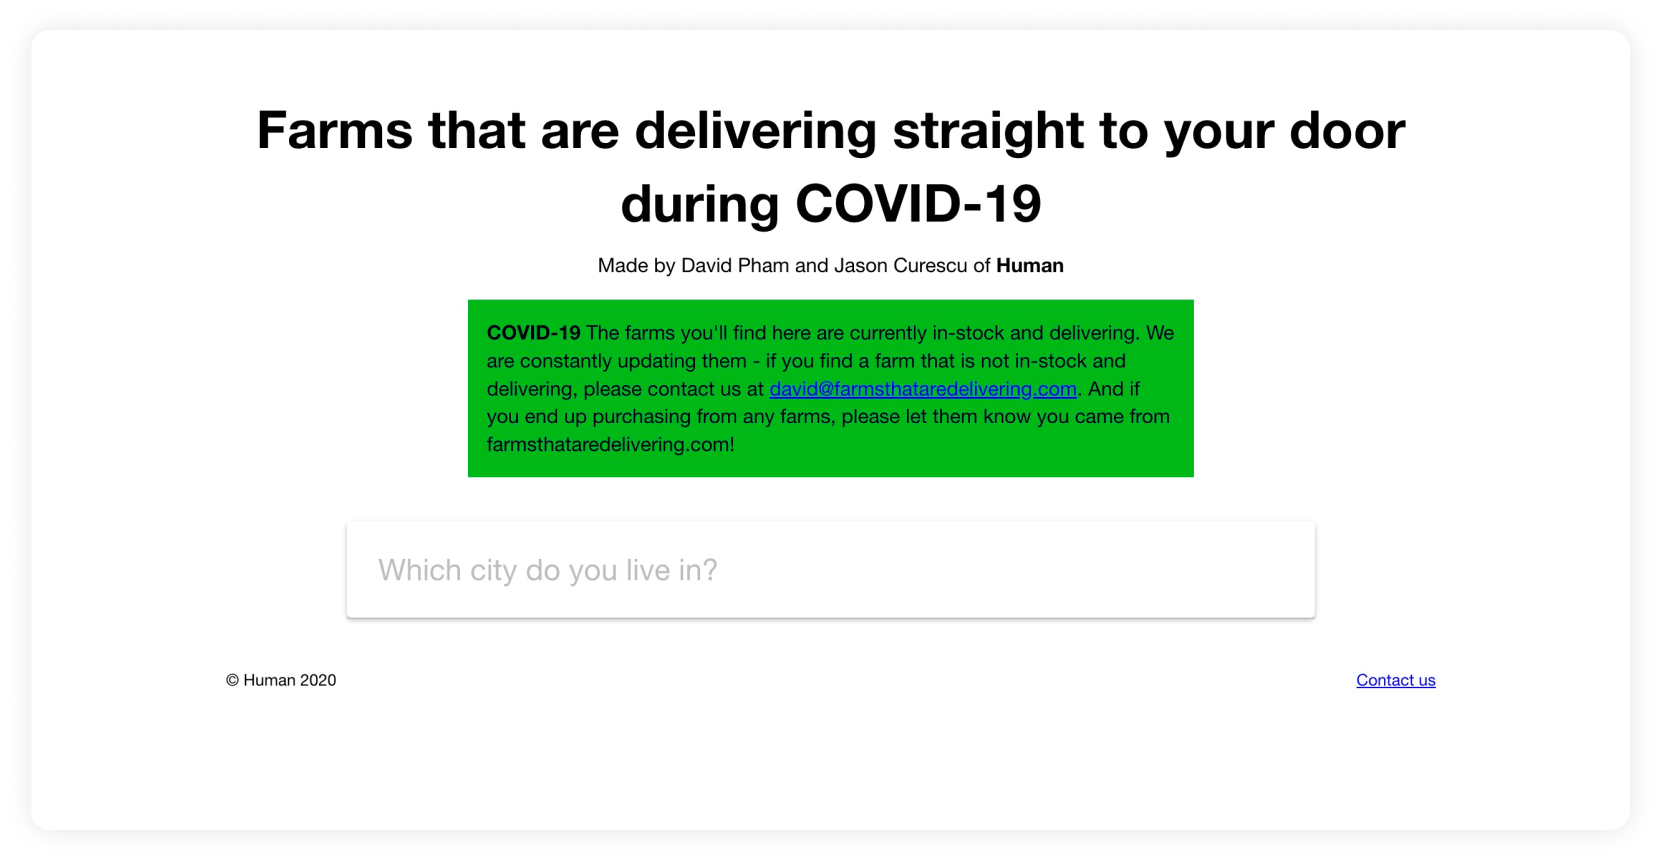 Farms that are delivering straight to your door
during COVID-19
Made by David Pham and Jason Curescu of Human
COVID-19 The farms you'll find here are currently in-stock and delivering. We
are constantly updating them - if you find a farm that is not in-stock and
delivering, please contact us at david@farmsthataredelivering.com. And if
you end up purchasing from any farms, please let them know you came from
farmsthataredelivering.com!
Which city do you live in?
© Human 2020
Contact us